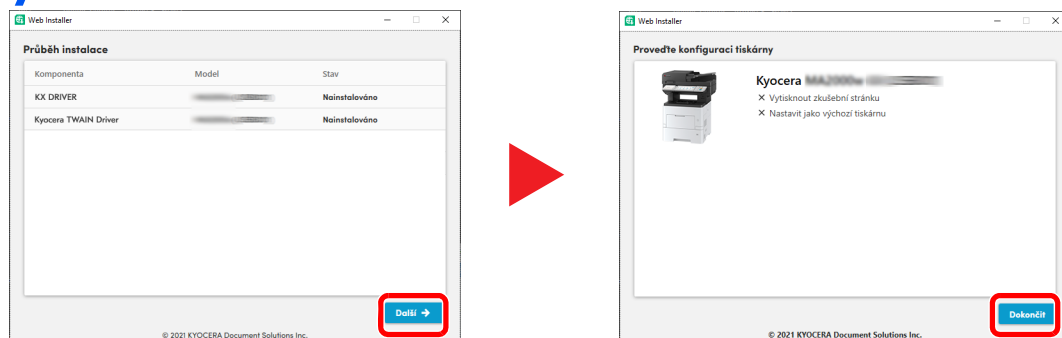 Web Installer
Průběh instalace
Komponenta Model Stav
KX DRIVER Nainstalováno
Kyocera TWAIN Driver Nainstalováno
Další →
© 2021 KYOCERA Document Solutions Inc.
Web Installer
Proveďte konfiguraci tiskárny
Kyocera
✕ Vytisknout zkušební stránku
✕ Nastavit jako výchozí tiskárnu
Dokončit
© 2021 KYOCERA Document Solutions Inc.